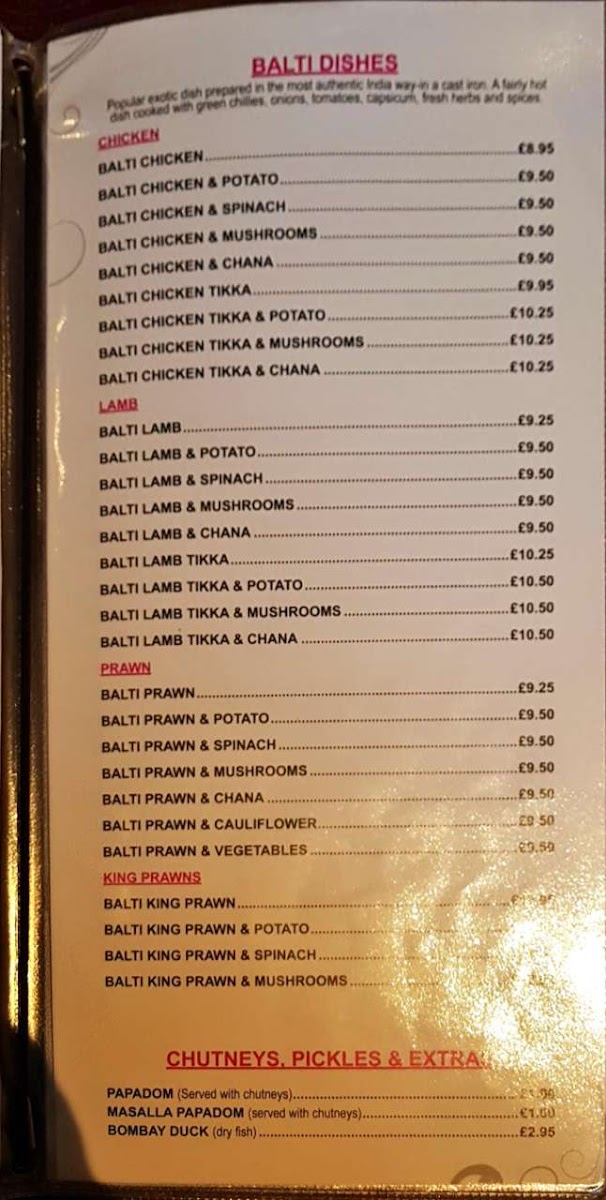 BALTI DISHES
Popular exotic dish prepared in the most authentic India way-in a cast iron. A fairly hot
dish cooked with green chillies, onions, tomatoes, capsicum, fresh herbs and spices.
CHICKEN
BALTI CHICKEN £8.95
BALTI CHICKEN & POTATO £9.50
BALTI CHICKEN & SPINACH £9.50
BALTI CHICKEN & MUSHROOMS £9.50
BALTI CHICKEN & CHANA £9.50
BALTI CHICKEN TIKKA £9.95
BALTI CHICKEN TIKKA & POTATO £10.25
BALTI CHICKEN TIKKA & MUSHROOMS £10.25
BALTI CHICKEN TIKKA & CHANA £10.25
LAMB
BALTI LAMB £9.25
BALTI LAMB & POTATO £9.50
BALTI LAMB & SPINACH £9.50
BALTI LAMB & MUSHROOMS £9.50
BALTI LAMB & CHANA £9.50
BALTI LAMB TIKKA £10.25
BALTI LAMB TIKKA & POTATO £10.50
BALTI LAMB TIKKA & MUSHROOMS £10.50
BALTI LAMB TIKKA & CHANA £10.50
PRAWN
BALTI PRAWN £9.25
BALTI PRAWN & POTATO £9.50
BALTI PRAWN & SPINACH £9.50
BALTI PRAWN & MUSHROOMS £9.50
BALTI PRAWN & CHANA £9.50
BALTI PRAWN & CAULIFLOWER £9.50
BALTI PRAWN & VEGETABLES £9.50
KING PRAWNS
BALTI KING PRAWN
BALTI KING PRAWN & POTATO
BALTI KING PRAWN & SPINACH
BALTI KING PRAWN & MUSHROOMS
CHUTNEYS, PICKLES & EXTRA
PAPADOM (Served with chutneys)
MASALLA PAPADOM (served with chutneys)
BOMBAY DUCK (dry fish) £2.95